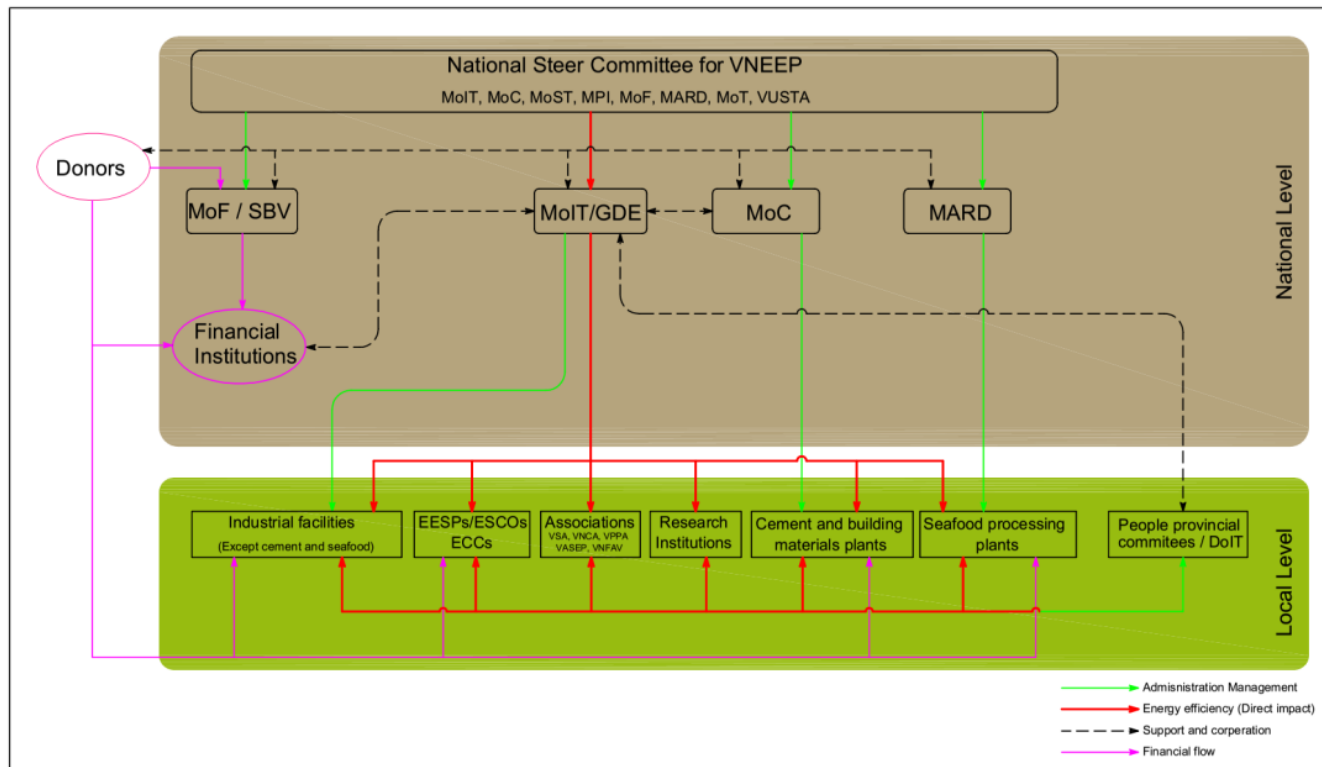 National Steer Committee for VNEEP
MoIT, MoC, MoST, MPI, MoF, MARD, MoT, VUSTA
Donors
MoF / SBV
MoIT/GDE
MoC
MARD
National Level
Financial
Institutions
Industrial facilities
(Except cement and seafood)
EESPs/ESCOs
ECCs
Associations
VSA, VNCA, VPPA
VASEP, VNFAV
Research
Institutions
Cement and building
materials plants
Seafood processing
plants
People provincial
commitees / DoIT
Local Level
Admisnistration Management
Energy efficiency (Direct impact)
Support and corperation
Financial flow